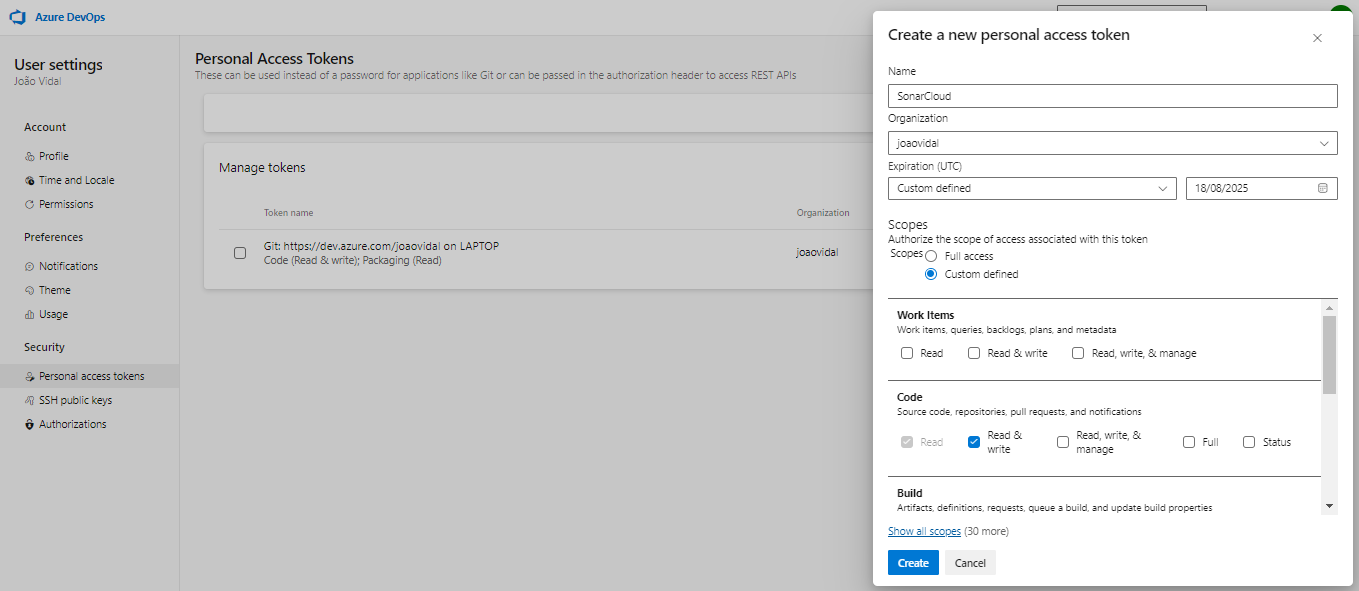 Azure DevOps
User settings
João Vidal
Account
Profile
Time and Locale
Permissions
Preferences
Notifications
Theme
Usage
Security
Personal access tokens
SSH public keys
Authorizations
Personal Access Tokens
These can be used instead of a password for applications like Git or can be passed in the authorization header to access REST APIs
Manage tokens
Token name
Organization
Git: https://dev.azure.com/joaovidal on LAPTOP
Code (Read & write); Packaging (Read)
joaovidal
Create a new personal access token
Name
SonarCloud
Organization
joaovidal
Expiration (UTC)
Custom defined
18/08/2025
Scopes
Authorize the scope of access associated with this token
Scopes
Full access
Custom defined
Work Items
Work items, queries, backlogs, plans, and metadata
Read
Read & write
Read, write, & manage
Code
Source code, repositories, pull requests, and notifications
Read
Read &
write
Read, write, &
manage
Full
Status
Build
Artifacts, definitions, requests, queue a build, and update build properties
Show all scopes (30 more)
Create
Cancel